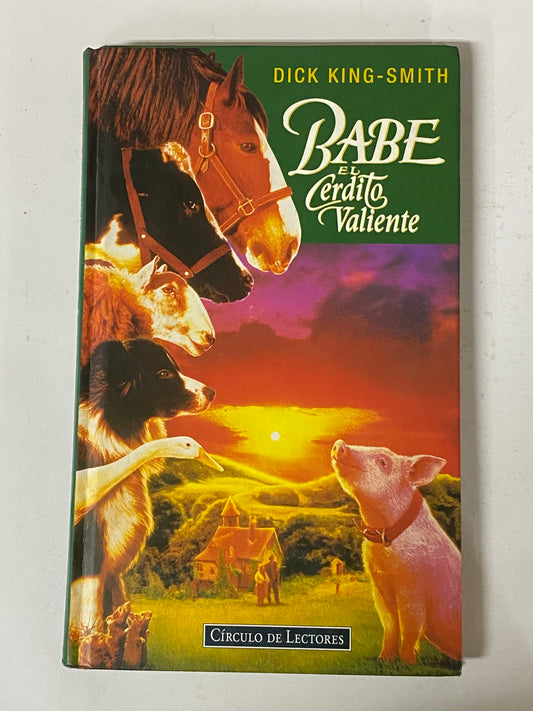 DICK KING-SMITH
BABE
EL
Cerdito
Valiente
CÍRCULO DE LECTORES